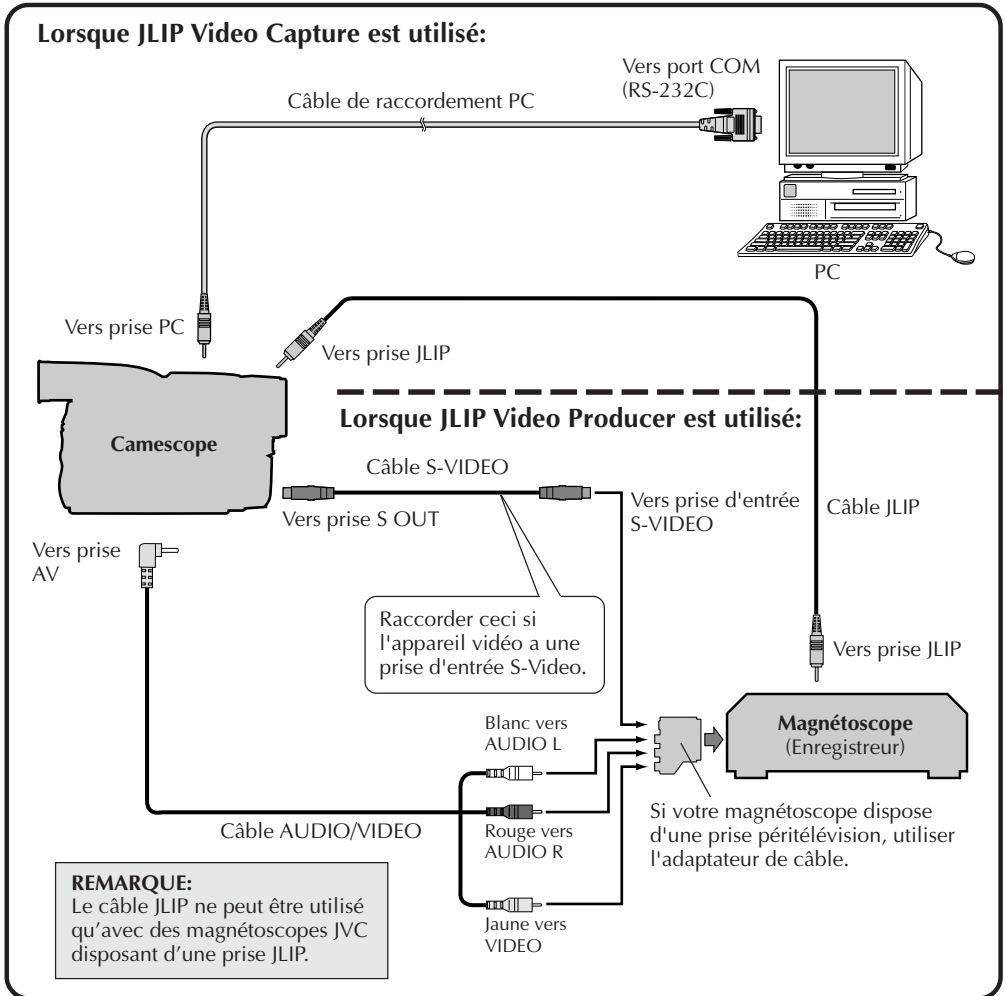 Lorsque JLIP Video Capture est utilisé:
Vers port COM
(RS-232C)
Câble de raccordement PC
PC
Vers prise PC
Vers prise JLIP
Lorsque JLIP Video Producer est utilisé:
Camescope
Câble S-VIDEO
Vers prise S OUT
Vers prise d'entrée
S-VIDEO
Câble JLIP
Vers prise
AV
Raccorder ceci si
l'appareil vidéo a une
prise d'entrée S-Video.
Vers prise JLIP
Blanc vers
AUDIO L
Magnétoscope
(Enregistreur)
Câble AUDIO/VIDEO
Rouge vers
AUDIO R
Si votre magnétoscope dispose
d'une prise péritélévision, utiliser
l'adaptateur de câble.
REMARQUE:
Le câble JLIP ne peut être utilisé
qu’avec des magnétoscopes JVC
disposant d’une prise JLIP.
Jaune vers
VIDEO